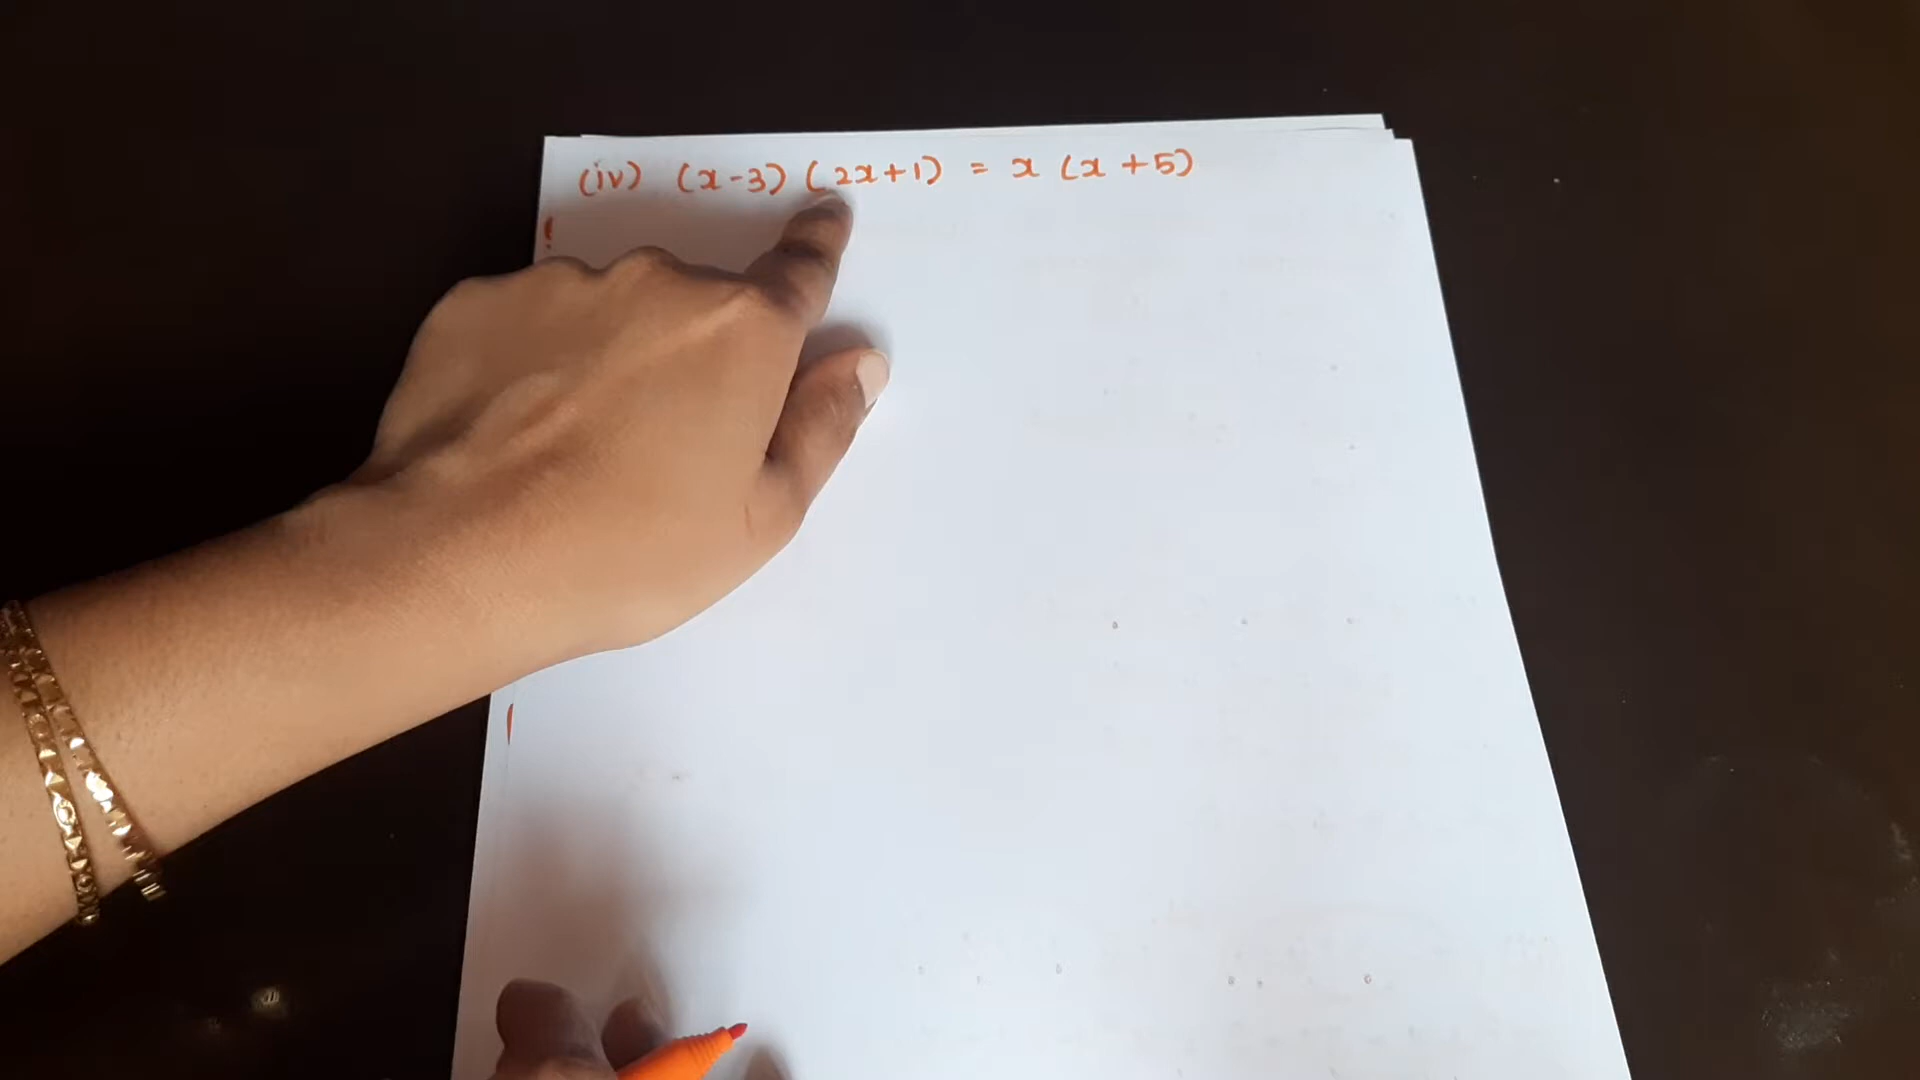 (iv) (x-3) (2x+1) = x (x +5)